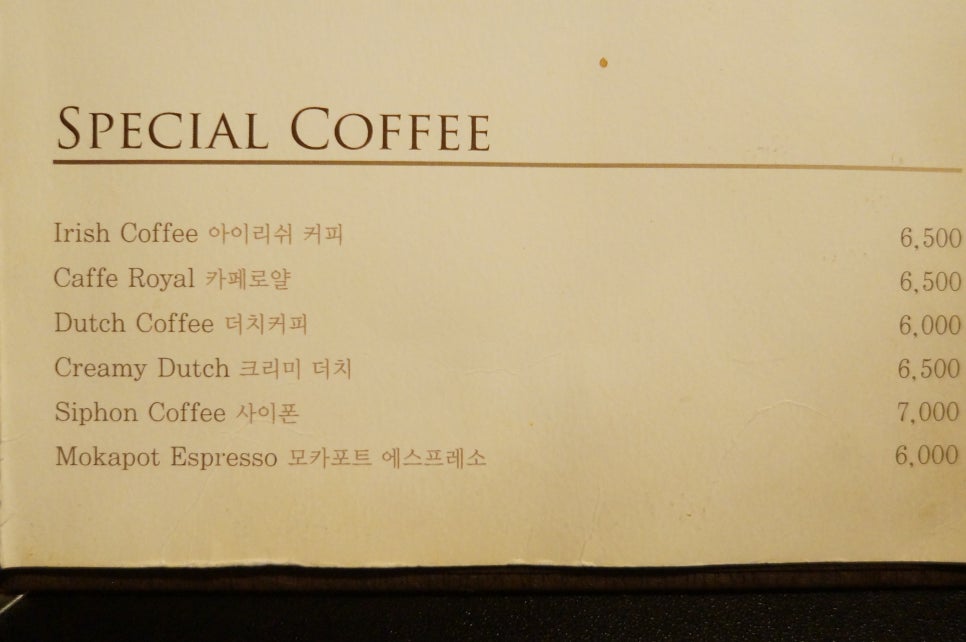 SPECIAL COFFEE
Irish Coffee 아이리쉬 커피 6,500
Caffe Royal 카페로얄 6,500
Dutch Coffee 더치커피 6,000
Creamy Dutch 크리미 더치 6,500
Siphon Coffee 사이폰 7,000
Mokapot Espresso 모카포트 에스프레소 6,000